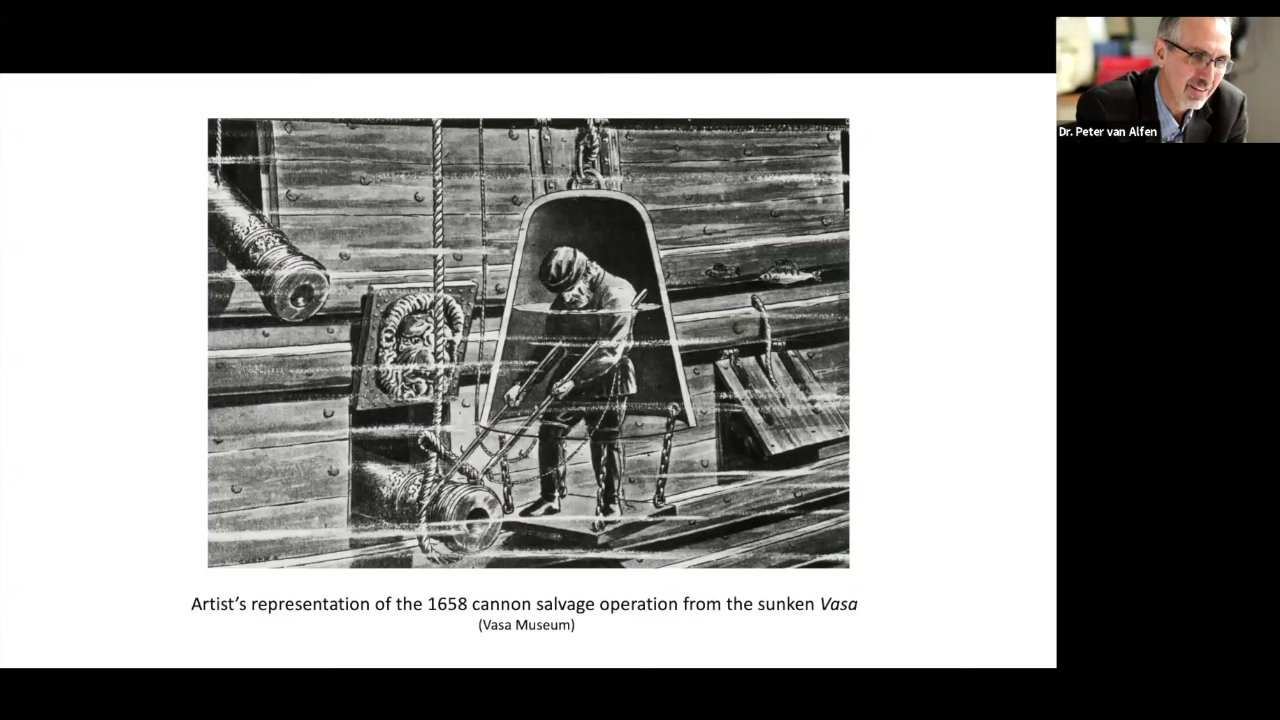 Dr. Peter van Alfen
Artist’s representation of the 1658 cannon salvage operation from the sunken Vasa
(Vasa Museum)